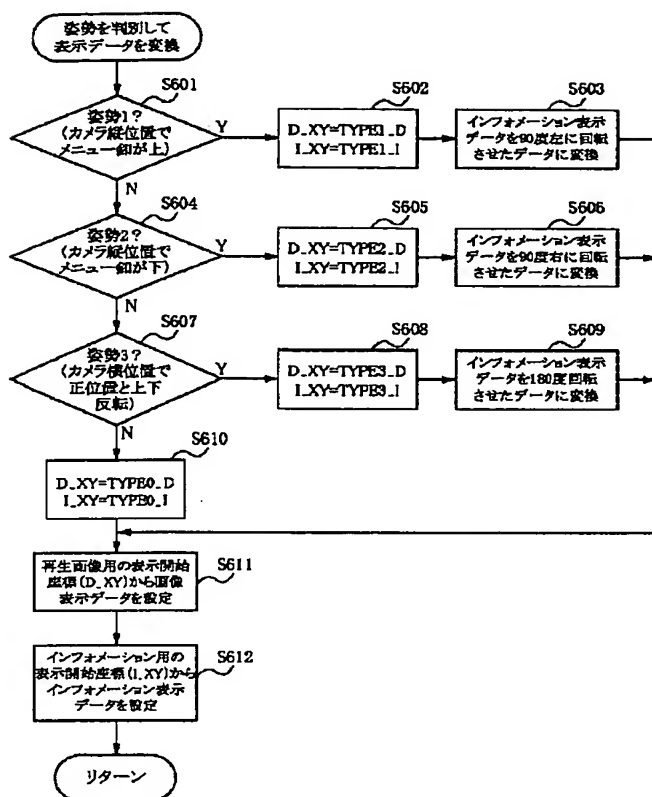 姿勢を判別して
表示データを変換
S601
姿勢1?
(カメラ縦位置で
メニュー釦が上)
Y
N
S602
D_XY=TYPE1_D
I_XY=TYPE1_I
S603
インフォメーション表示
データを90度左に回転
させたデータに変換
S604
姿勢2?
(カメラ縦位置で
メニュー釦が下)
Y
N
S605
D_XY=TYPE2_D
I_XY=TYPE2_I
S606
インフォメーション表示
データを90度右に回転
させたデータに変換
S607
姿勢3?
(カメラ横位置で
正位置と上下
反転)
Y
N
S608
D_XY=TYPE3_D
I_XY=TYPE3_I
S609
インフォメーション表示
データを180度回転
させたデータに変換
S610
D_XY=TYPE0_D
I_XY=TYPE0_I
S611
再生画像用の表示開始
座標(D_XY)から画像
表示データを設定
S612
インフォメーション用の
表示開始座標(I_XY)から
インフォメーション表示
データを設定
リターン